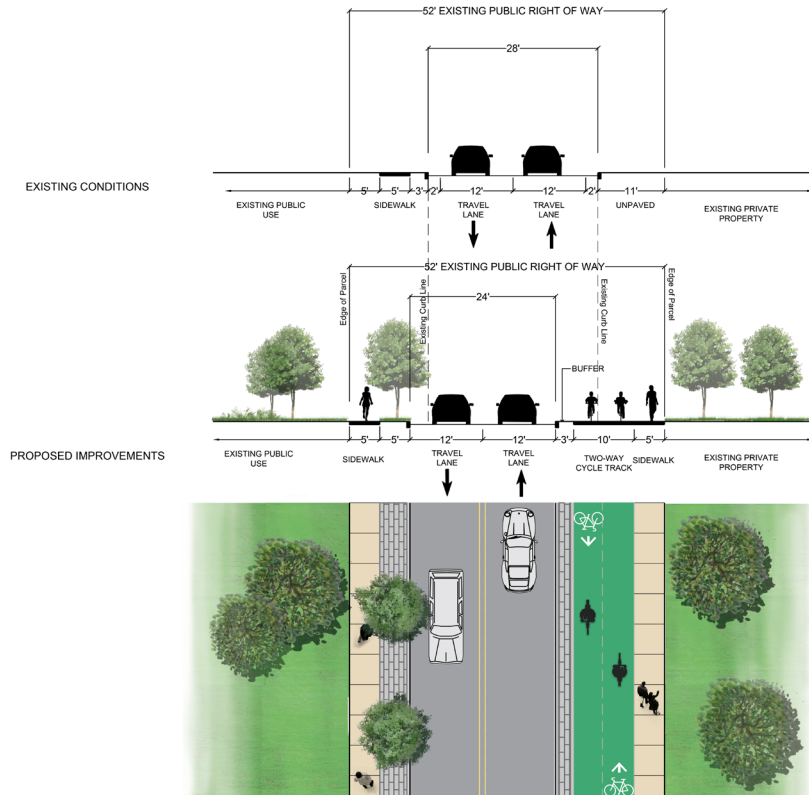 52' EXISTING PUBLIC RIGHT OF WAY
28'
EXISTING CONDITIONS
5' 5' 3' 2' 12' 12' 2' 11'
EXISTING PUBLIC
USE
SIDEWALK
TRAVEL
LANE
TRAVEL
LANE
UNPAVED
EXISTING PRIVATE
PROPERTY
52' EXISTING PUBLIC RIGHT OF WAY
24'
Edge of Parcel
Existing Curb Line
Existing Curb Line
Edge of Parcel
BUFFER
PROPOSED IMPROVEMENTS
5' 5' 12' 12' 3' 10' 5'
EXISTING PUBLIC
USE
SIDEWALK
TRAVEL
LANE
TRAVEL
LANE
TWO-WAY
CYCLE TRACK
SIDEWALK
EXISTING PRIVATE
PROPERTY